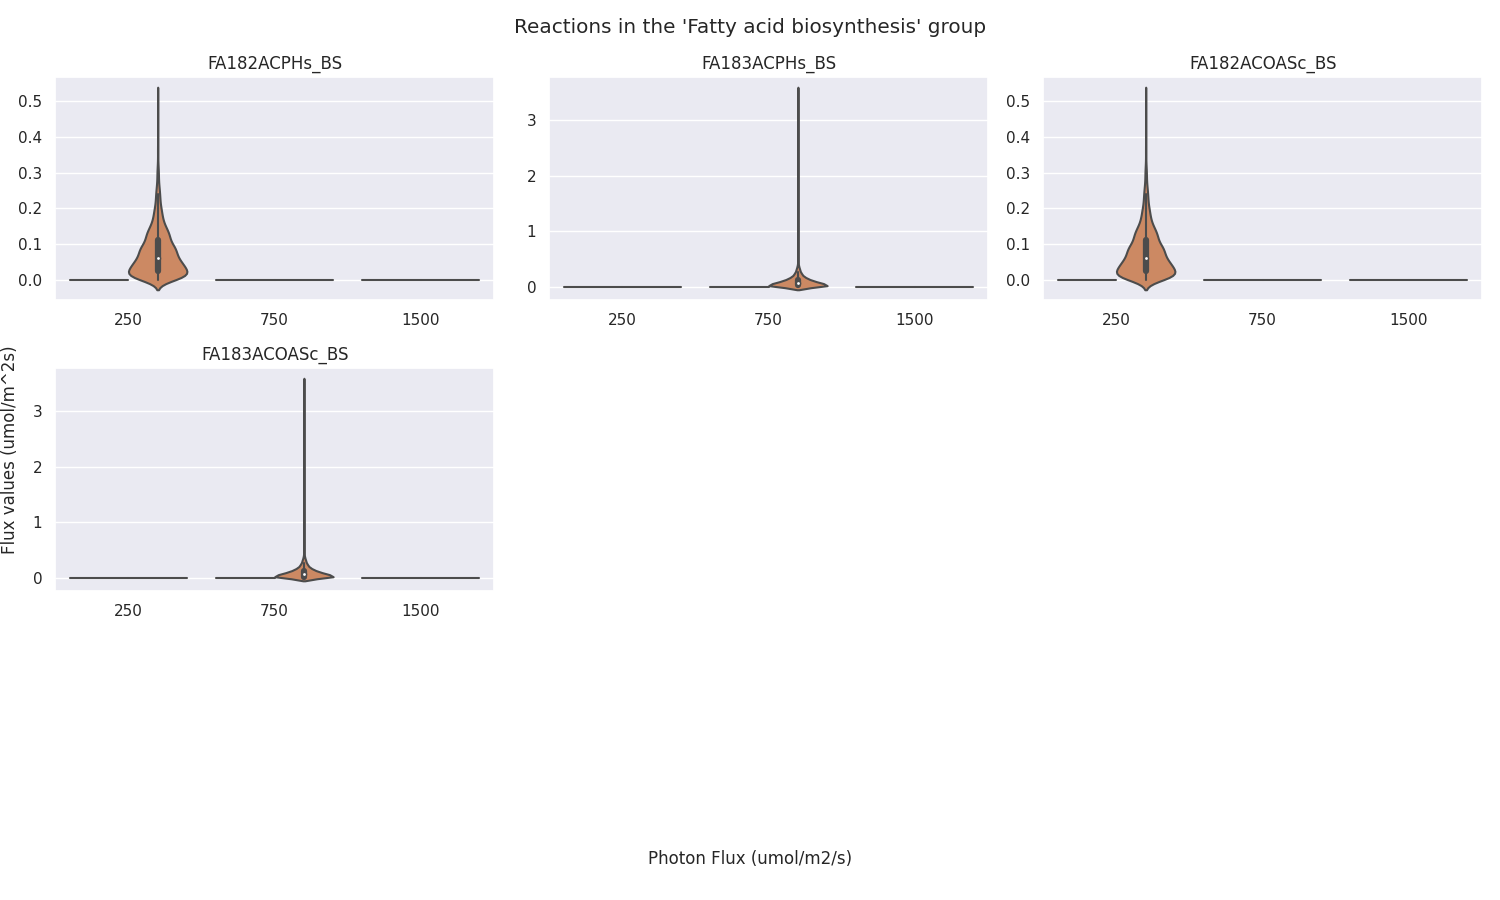 Reactions in the 'Fatty acid biosynthesis' group
FA182ACPHs_BS
0.5
0.4
0.3
0.2
0.1
0.0
250 750 1500
FA183ACPHs_BS
3
2
1
0
250 750 1500
FA182ACOASc_BS
0.5
0.4
0.3
0.2
0.1
0.0
250 750 1500
FA183ACOASc_BS
3
2
1
0
250 750 1500
Flux values (umol/m^2s)
Photon Flux (umol/m2/s)